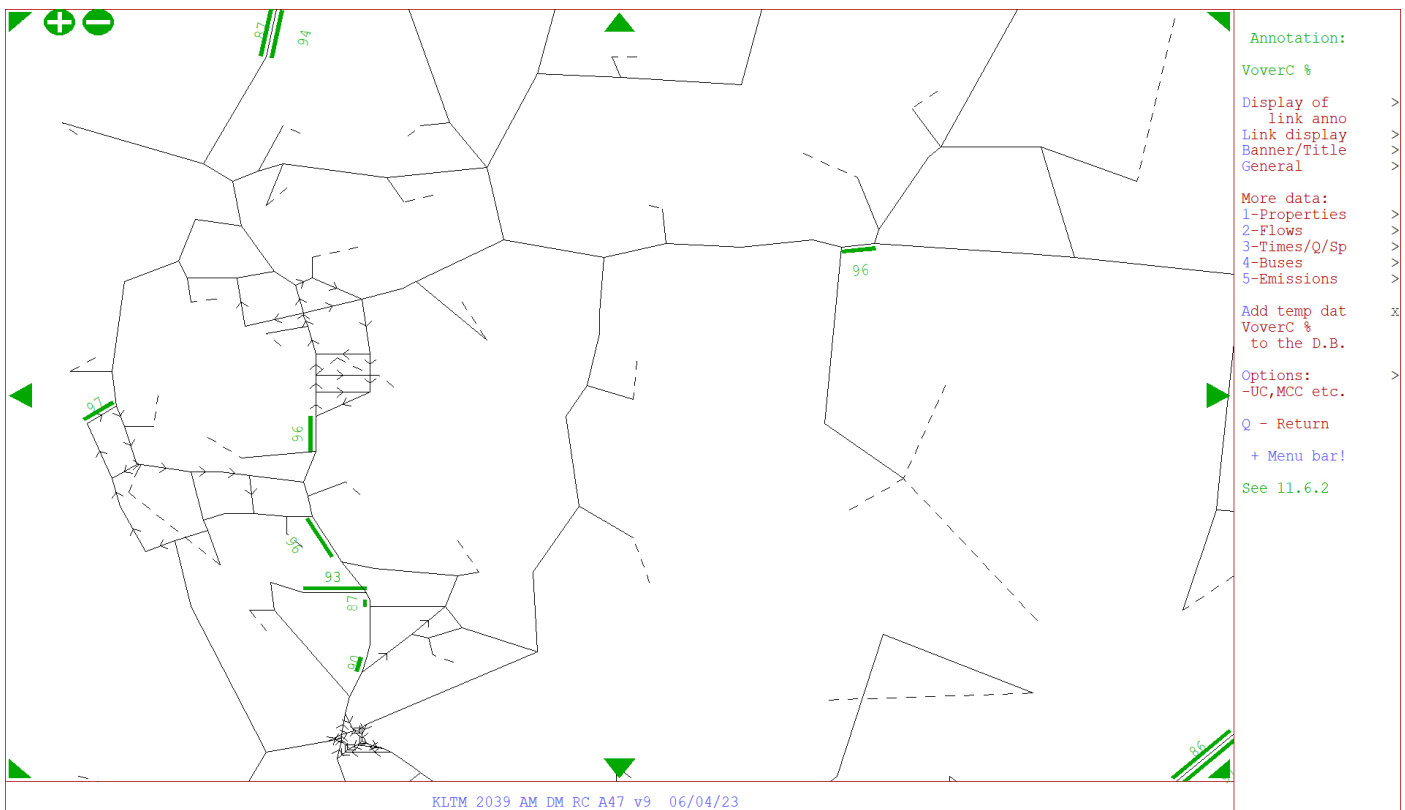 87
94
96
97
96
96
93
87
90
86
Annotation:
VoverC %
Display of >
link anno
Link display >
Banner/Title >
General >
More data:
1-Properties >
2-Flows >
3-Times/Q/Sp >
4-Buses >
5-Emissions >
Add temp dat x
VoverC %
to the D.B.
Options: >
-UC,MCC etc.
Q - Return
+ Menu bar!
See 11.6.2
KLTM 2039 AM DM RC A47 v9 06/04/23